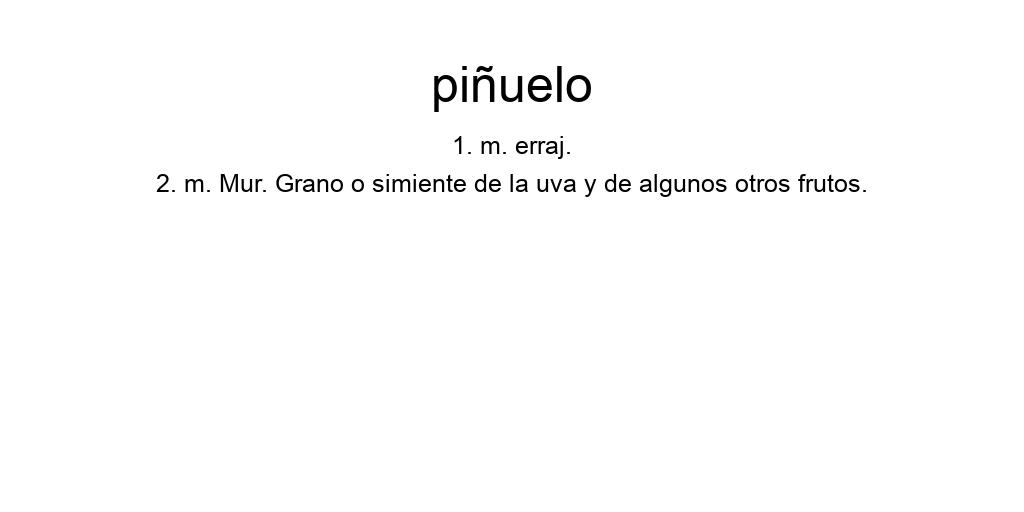 piñuelo
1. m. erraj.
2. m. Mur. Grano o simiente de la uva y de algunos otros frutos.